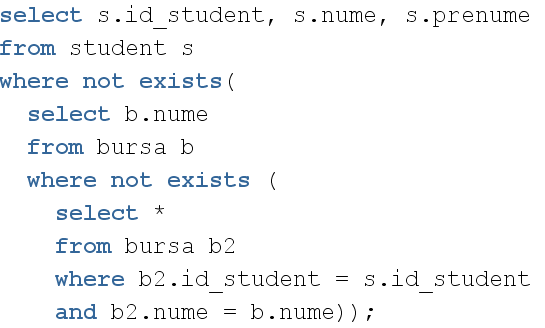 select s.id_student, s.nume, s.prenume
from student s
where not exists(
  select b.nume
  from bursa b
  where not exists (
    select *
    from bursa b2
    where b2.id_student = s.id_student
    and b2.nume = b.nume));